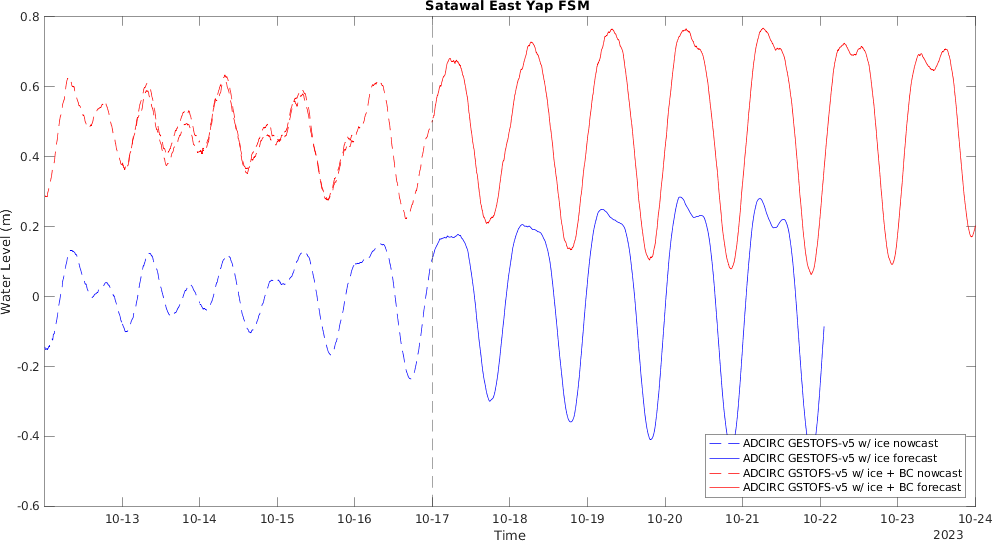 Satawal East Yap FSM
0.8
0.6
0.4
0.2
0
-0.2
-0.4
-0.6
Water Level (m)
10-13 10-14 10-15 10-16 10-17 10-18 10-19 10-20 10-21 10-22 10-23 10-24
Time
2023
ADCIRC GESTOFS-v5 w/ ice nowcast
ADCIRC GESTOFS-v5 w/ ice forecast
ADCIRC GSTOFS-v5 w/ ice + BC nowcast
ADCIRC GSTOFS-v5 w/ ice + BC forecast